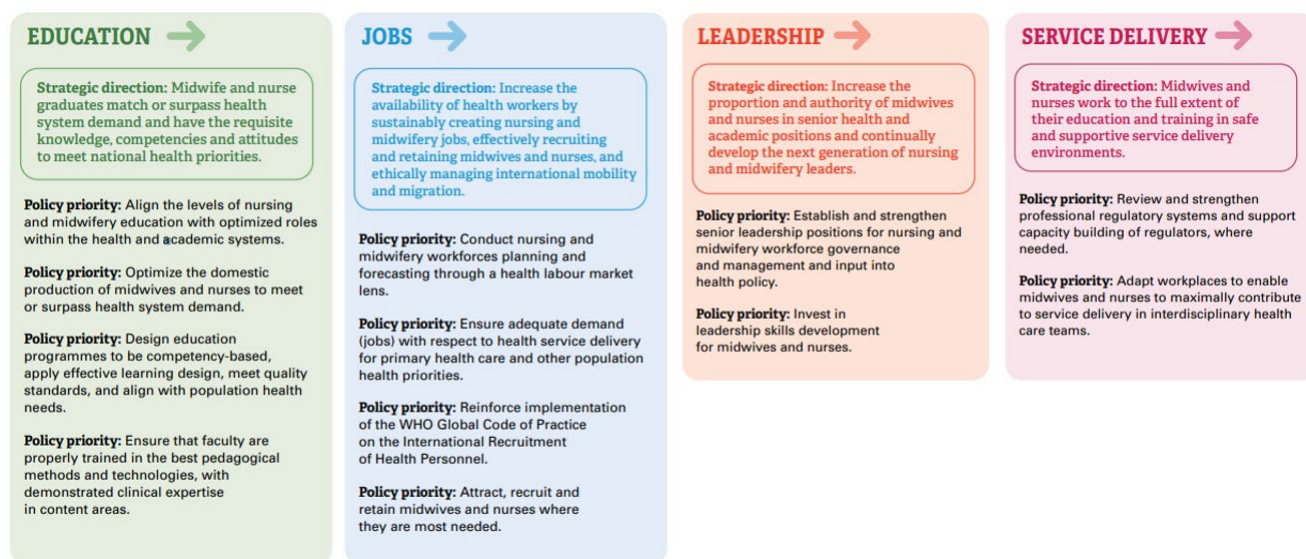 EDUCATION
Strategic direction: Midwife and nurse
graduates match or surpass health
system demand and have the requisite
knowledge, competencies and attitudes
to meet national health priorities.
Policy priority: Align the levels of nursing
and midwifery education with optimized roles
within the health and academic systems.
Policy priority: Optimize the domestic
production of midwives and nurses to meet
or surpass health system demand.
Policy priority: Design education
programmes to be competency-based,
apply effective learning design, meet quality
standards, and align with population health
needs.
Policy priority: Ensure that faculty are
properly trained in the best pedagogical
methods and technologies, with
demonstrated clinical expertise
in content areas.
JOBS
Strategic direction: Increase the
availability of health workers by
sustainably creating nursing and
midwifery jobs, effectively recruiting
and retaining midwives and nurses, and
ethically managing international mobility
and migration.
Policy priority: Conduct nursing and
midwifery workforces planning and
forecasting through a health labour market
lens.
Policy priority: Ensure adequate demand
(jobs) with respect to health service delivery
for primary health care and other population
health priorities.
Policy priority: Reinforce implementation
of the WHO Global Code of Practice
on the International Recruitment
of Health Personnel.
Policy priority: Attract, recruit and
retain midwives and nurses where
they are most needed.
LEADERSHIP
Strategic direction: Increase the
proportion and authority of midwives
and nurses in senior health and
academic positions and continually
develop the next generation of nursing
and midwifery leaders.
Policy priority: Establish and strengthen
senior leadership positions for nursing and
midwifery workforce governance
and management and input into
health policy.
Policy priority: Invest in
leadership skills development
for midwives and nurses.
SERVICE DELIVERY
Strategic direction: Midwives and
nurses work to the full extent of
their education and training in safe
and supportive service delivery
environments.
Policy priority: Review and strengthen
professional regulatory systems and support
capacity building of regulators, where
needed.
Policy priority: Adapt workplaces to enable
midwives and nurses to maximally contribute
to service delivery in interdisciplinary health
care teams.